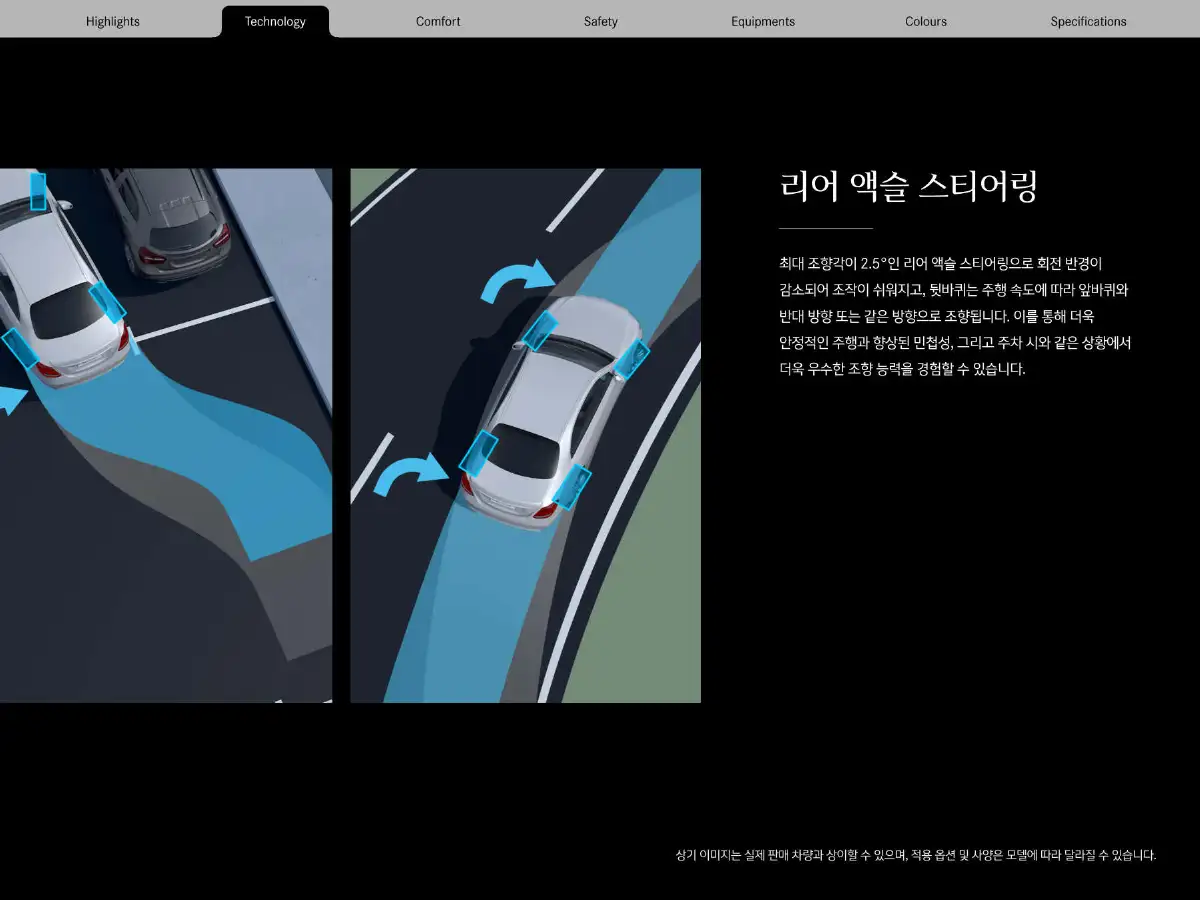 Highlights
Technology
Comfort
Safety
Equipments
Colours
Specifications
리어 액슬 스티어링
최대 조향각이 2.5°인 리어 액슬 스티어링으로 회전 반경이
감소되어 조작이 쉬워지고, 뒷바퀴는 주행 속도에 따라 앞바퀴와
반대 방향 또는 같은 방향으로 조향됩니다. 이를 통해 더욱
안정적인 주행과 향상된 민첩성, 그리고 주차 시와 같은 상황에서
더욱 우수한 조향 능력을 경험할 수 있습니다.
상기 이미지는 실제 판매 차량과 상이할 수 있으며, 적용 옵션 및 사양은 모델에 따라 달라질 수 있습니다.